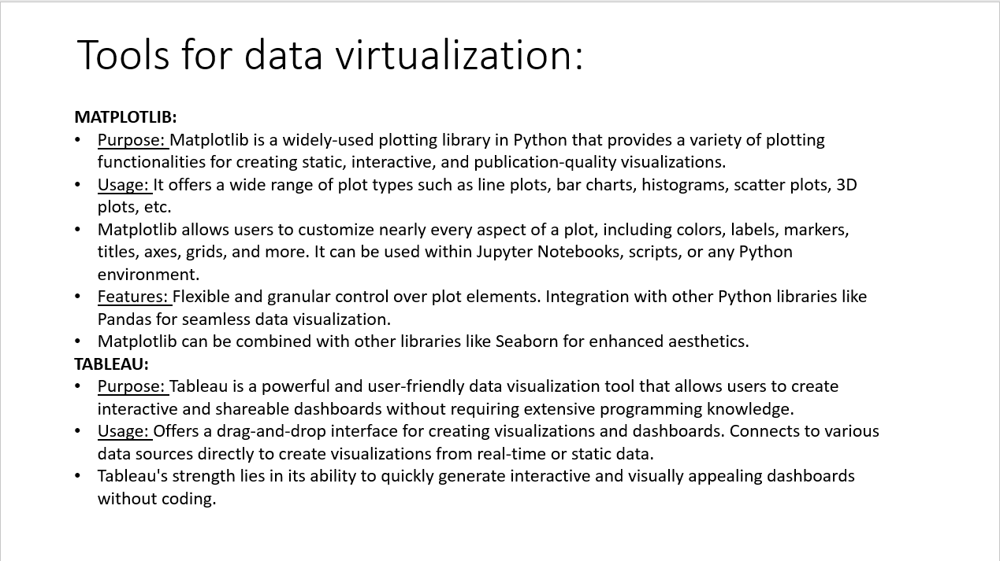 Tools for data virtualization:
MATPLOTLIB:
• Purpose: Matplotlib is a widely-used plotting library in Python that provides a variety of plotting
functionalities for creating static, interactive, and publication-quality visualizations.
• Usage: It offers a wide range of plot types such as line plots, bar charts, histograms, scatter plots, 3D
plots, etc.
• Matplotlib allows users to customize nearly every aspect of a plot, including colors, labels, markers,
titles, axes, grids, and more. It can be used within Jupyter Notebooks, scripts, or any Python
environment.
• Features: Flexible and granular control over plot elements. Integration with other Python libraries like
Pandas for seamless data visualization.
• Matplotlib can be combined with other libraries like Seaborn for enhanced aesthetics.
TABLEAU:
• Purpose: Tableau is a powerful and user-friendly data visualization tool that allows users to create
interactive and shareable dashboards without requiring extensive programming knowledge.
• Usage: Offers a drag-and-drop interface for creating visualizations and dashboards. Connects to various
data sources directly to create visualizations from real-time or static data.
• Tableau's strength lies in its ability to quickly generate interactive and visually appealing dashboards
without coding.